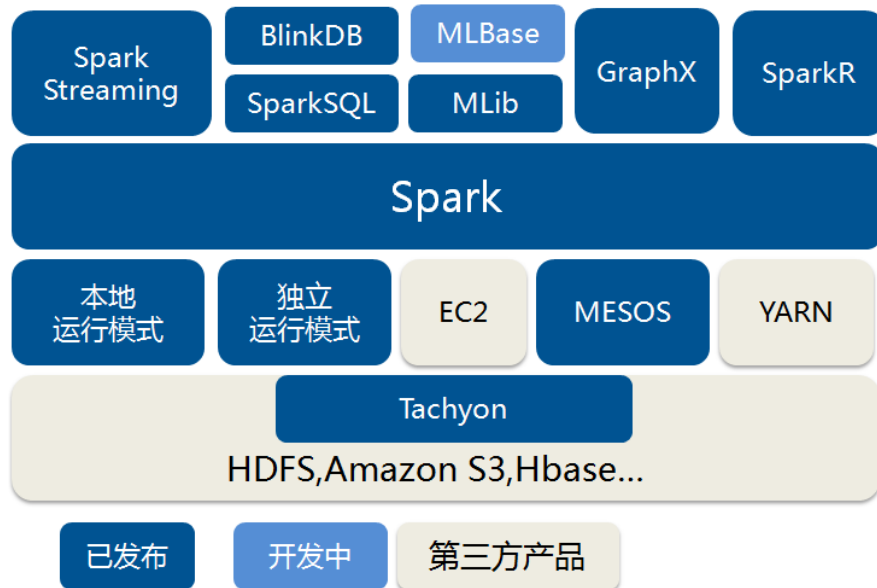 Spark
Streaming
BlinkDB
MLBase
SparkSQL
MLib
GraphX
SparkR
Spark
本地
运行模式
独立
运行模式
EC2
MESOS
YARN
Tachyon
HDFS,Amazon S3,Hbase...
已发布
开发中
第三方产品